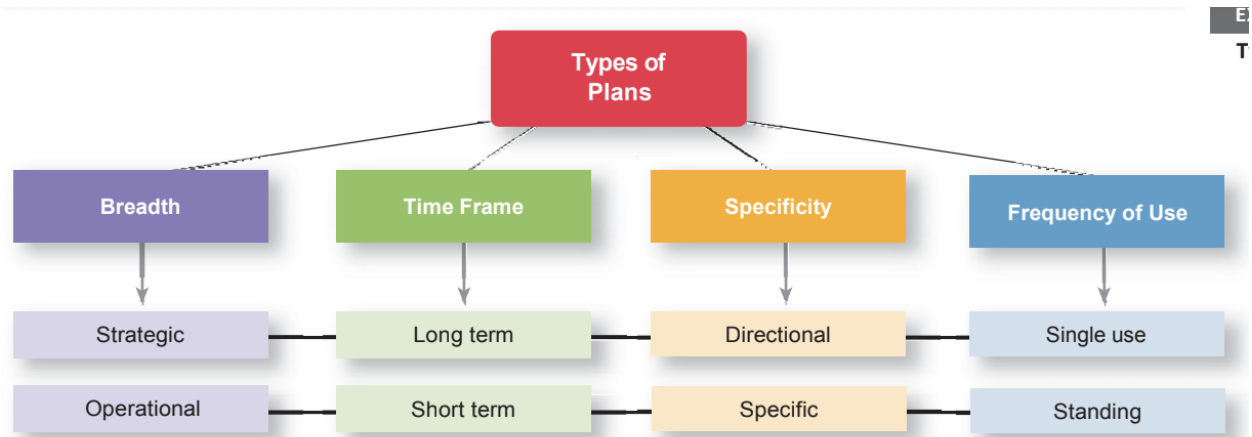 E
T
Types of
Plans
Breadth
Time Frame
Specificity
Frequency of Use
Strategic
Long term
Directional
Single use
Operational
Short term
Specific
Standing